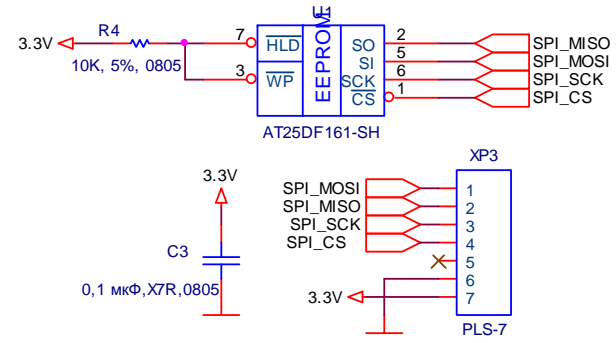 R4
3.3V
10K, 5%, 0805
7
HLD
3
WP
EEPROM
SO
SI
SCK
CS
2
5
6
1
SPI_MISO
SPI_MOSI
SPI_SCK
SPI_CS
AT25DF161-SH
3.3V
C3
0,1 мкФ,X7R,0805
XP3
SPI_MOSI
SPI_MISO
SPI_SCK
SPI_CS
3.3V
1
2
3
4
5
6
7
PLS-7